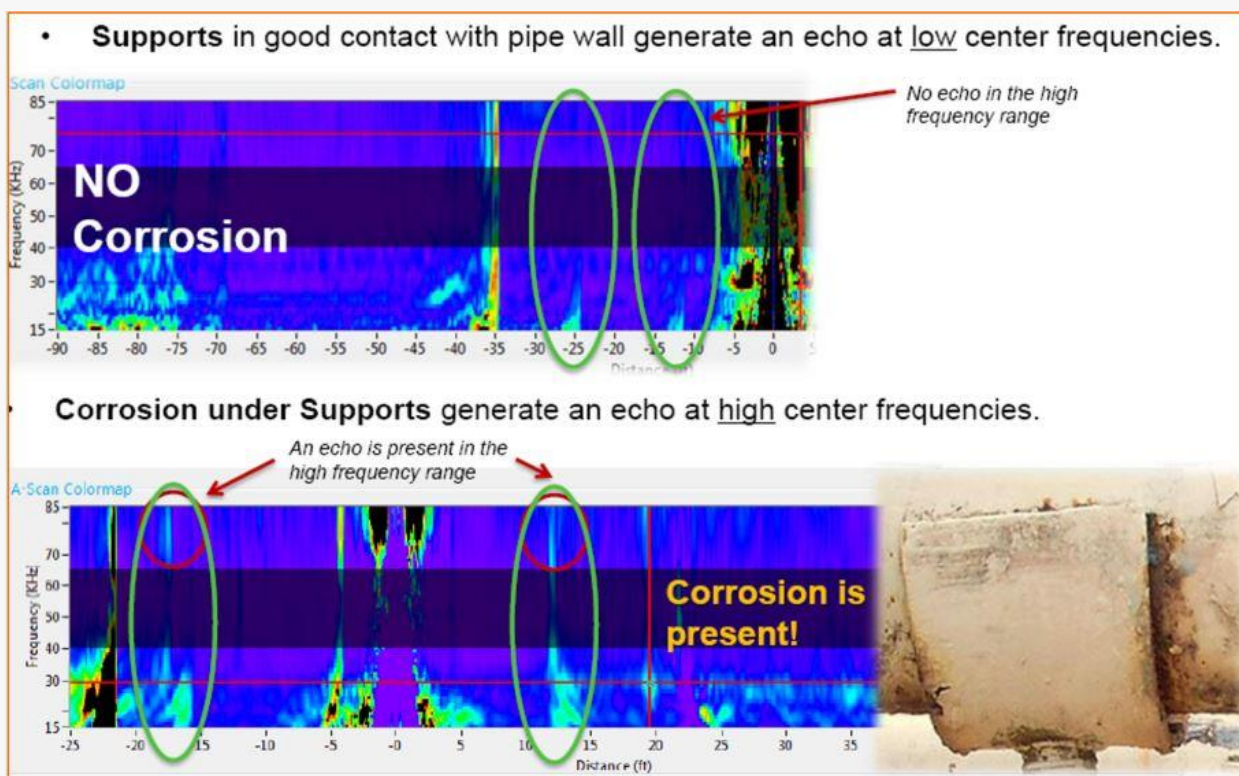 • Supports in good contact with pipe wall generate an echo at low center frequencies.
Scan Colormap
No echo in the high
frequency range
85
70
60
50
40
30
15
Frequency (KHz)
NO
Corrosion
-90 -85 -80 -75 -70 -65 -60 -55 -50 -45 -40 -35 -30 -25 -20 -15 -10 -5 0 5
Distance (ft)
• Corrosion under Supports generate an echo at high center frequencies.
An echo is present in the
high frequency range
A-Scan Colormap
85
70
60
50
40
30
15
Frequency (KHz)
Corrosion is
present!
-25 -20 -15 -10 -5 -0 5 10 15 20 25 30 35
Distance (ft)